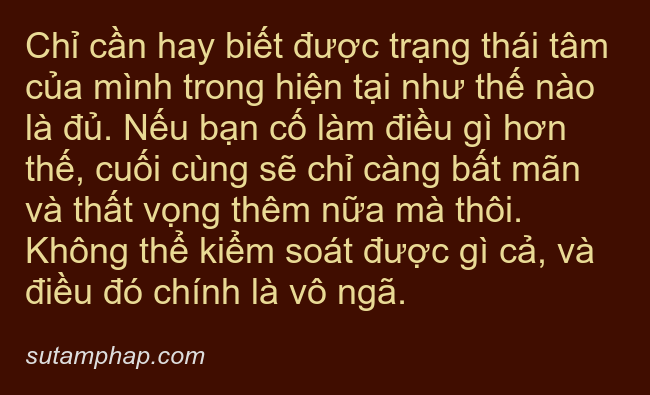 Chỉ cần hay biết được trạng thái tâm
của mình trong hiện tại như thế nào
là đủ. Nếu bạn cố làm điều gì hơn
thế, cuối cùng sẽ chỉ càng bất mãn
và thất vọng thêm nữa mà thôi.
Không thể kiểm soát được gì cả, và
điều đó chính là vô ngã.
sutamphap.com